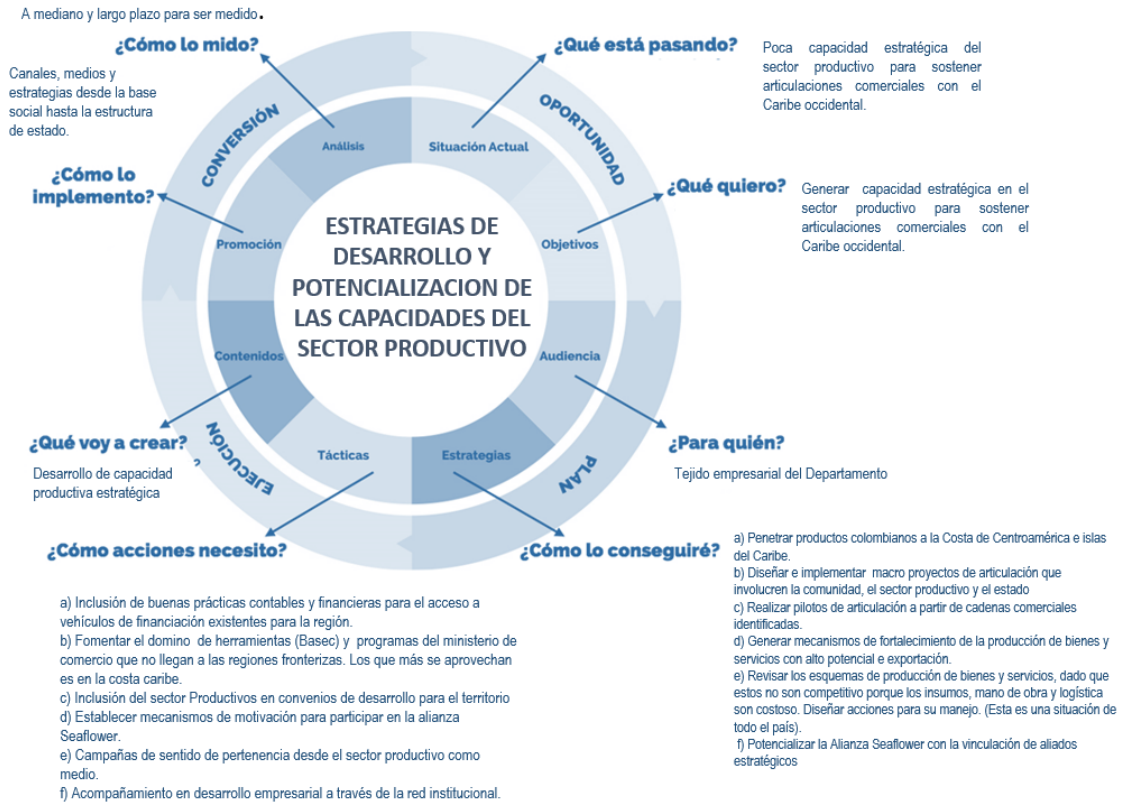 A mediano y largo plazo para ser medido.
¿Cómo lo mido?
Canales, medios y
estrategias desde la base
social hasta la estructura
de estado.
¿Cómo lo
implemento?
¿Qué está pasando?
Poca capacidad estratégica del
sector productivo para sostener
articulaciones comerciales con el
Caribe occidental.
¿Qué quiero?
Generar capacidad estratégica en el
sector productivo para sostener
articulaciones comerciales con el
Caribe occidental.
CONVERSIÓN
OPORTUNIDAD
Análisis
Situación Actual
Promoción
Objetivos
ESTRATEGIAS DE
DESARROLLO Y
POTENCIALIZACION DE
LAS CAPACIDADES DEL
SECTOR PRODUCTIVO
Contenidos
Audiencia
Tácticas
Estrategias
EJECUCIÓN
PLAN
¿Qué voy a crear?
?
Desarrollo de capacidad
productiva estratégica
¿Para quién?
Tejido empresarial del Departamento
¿Cómo acciones necesito?
a) Inclusión de buenas prácticas contables y financieras para el acceso a
vehículos de financiación existentes para la región.
b) Fomentar el domino de herramientas (Basec) y programas del ministerio de
comercio que no llegan a las regiones fronterizas. Los que más se aprovechan
es en la costa caribe.
c) Inclusión del sector Productivos en convenios de desarrollo para el territorio
d) Establecer mecanismos de motivación para participar en la alianza
Seaflower.
e) Campañas de sentido de pertenencia desde el sector productivo como
medio.
f) Acompañamiento en desarrollo empresarial a través de la red institucional.
¿Cómo lo conseguiré?
a) Penetrar productos colombianos a la Costa de Centroamérica e islas
del Caribe.
b) Diseñar e implementar macro proyectos de articulación que
involucren la comunidad, el sector productivo y el estado
c) Realizar pilotos de articulación a partir de cadenas comerciales
identificadas.
d) Generar mecanismos de fortalecimiento de la producción de bienes y
servicios con alto potencial e exportación.
e) Revisar los esquemas de producción de bienes y servicios, dado que
estos no son competitivo porque los insumos, mano de obra y logística
son costoso. Diseñar acciones para su manejo. (Esta es una situación de
todo el país).
f) Potencializar la Alianza Seaflower con la vinculación de aliados
estratégicos